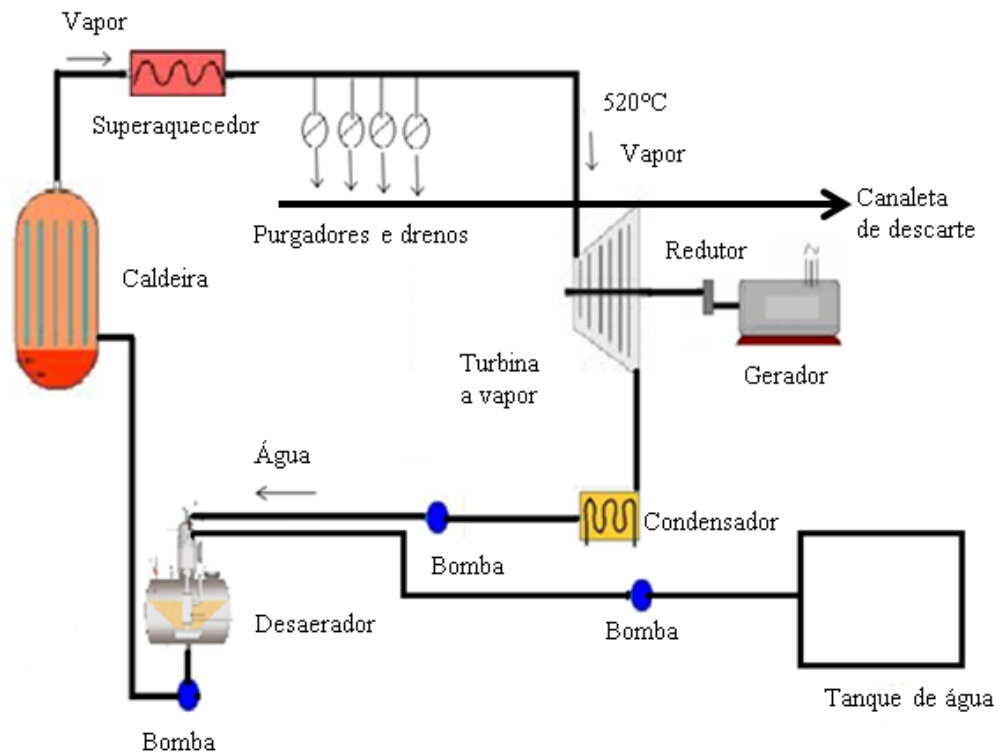 Vapor
Superaquecedor
520°C
Vapor
Canaleta
de descarte
Purgadores e drenos
Redutor
Caldeira
Turbina
a vapor
Gerador
Água
Condensador
Bomba
Desaerador
Bomba
Tanque de água
Bomba